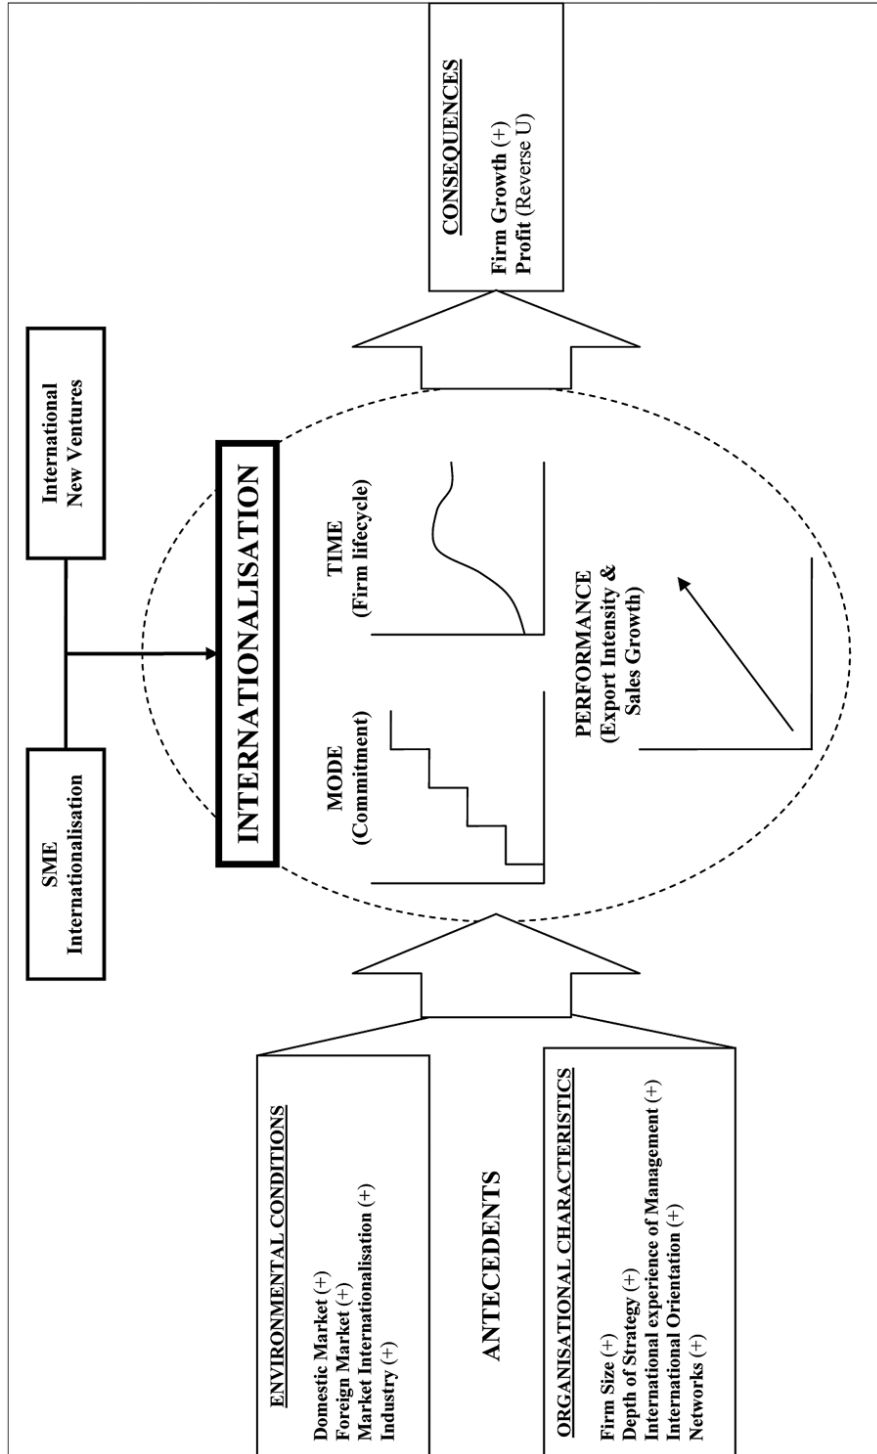 SME
Internationalisation
International
New Ventures
INTERNATIONALISATION
ENVIRONMENTAL CONDITIONS
Domestic Market (+)
Foreign Market (+)
Market Internationalisation (+)
Industry (+)
ANTECEDENTS
ORGANISATIONAL CHARACTERISTICS
Firm Size (+)
Depth of Strategy (+)
International experience of Management (+)
International Orientation (+)
Networks (+)
MODE
(Commitment)
TIME
(Firm lifecycle)
PERFORMANCE
(Export Intensity &
Sales Growth)
CONSEQUENCES
Firm Growth (+)
Profit (Reverse U)